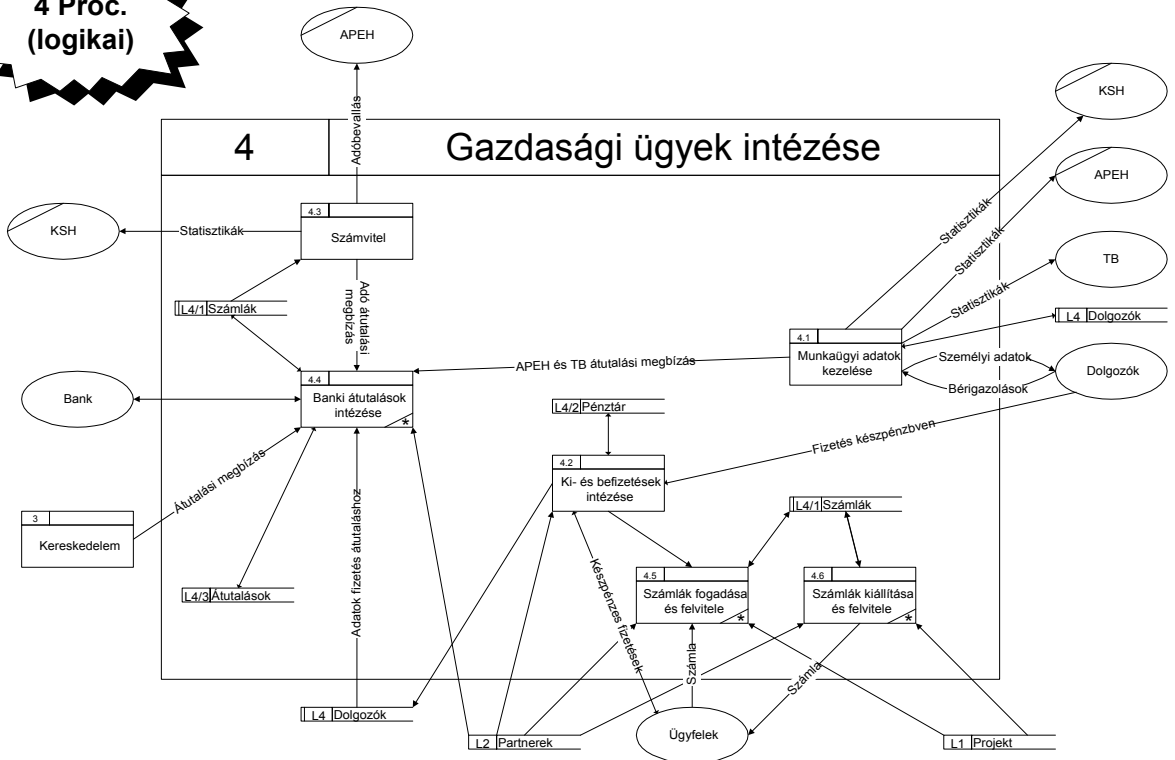 4 Proc.
(logikai)
APEH
KSH
Adóbevallás
4
Gazdasági ügyek intézése
APEH
4.3
Számvitel
KSH
Statisztikák
Statisztikák
Statisztikák
TB
Statisztikák
L4/1 Számlák
Adó átutalási
megbízás
L4 Dolgozók
4.1
Munkaügyi adatok
kezelése
Személyi adatok
Dolgozók
Bérigazolások
APEH és TB átutalási megbízás
4.4
Banki átutalások
intézése
*
Bank
L4/2 Pénztár
Fizetés készpénzbven
Átutalási megbízás
4.2
Ki- és befizetések
intézése
L4/1 Számlák
3
Kereskedelem
Adatok fizetés átutaláshoz
Készpénzes fizetések
4.5
Számlák fogadása
és felvitele
*
4.6
Számlák kiállítása
és felvitele
*
L4/3 Átutalások
Számla
Számla
L4 Dolgozók
L2 Partnerek
Ügyfelek
L1 Projekt